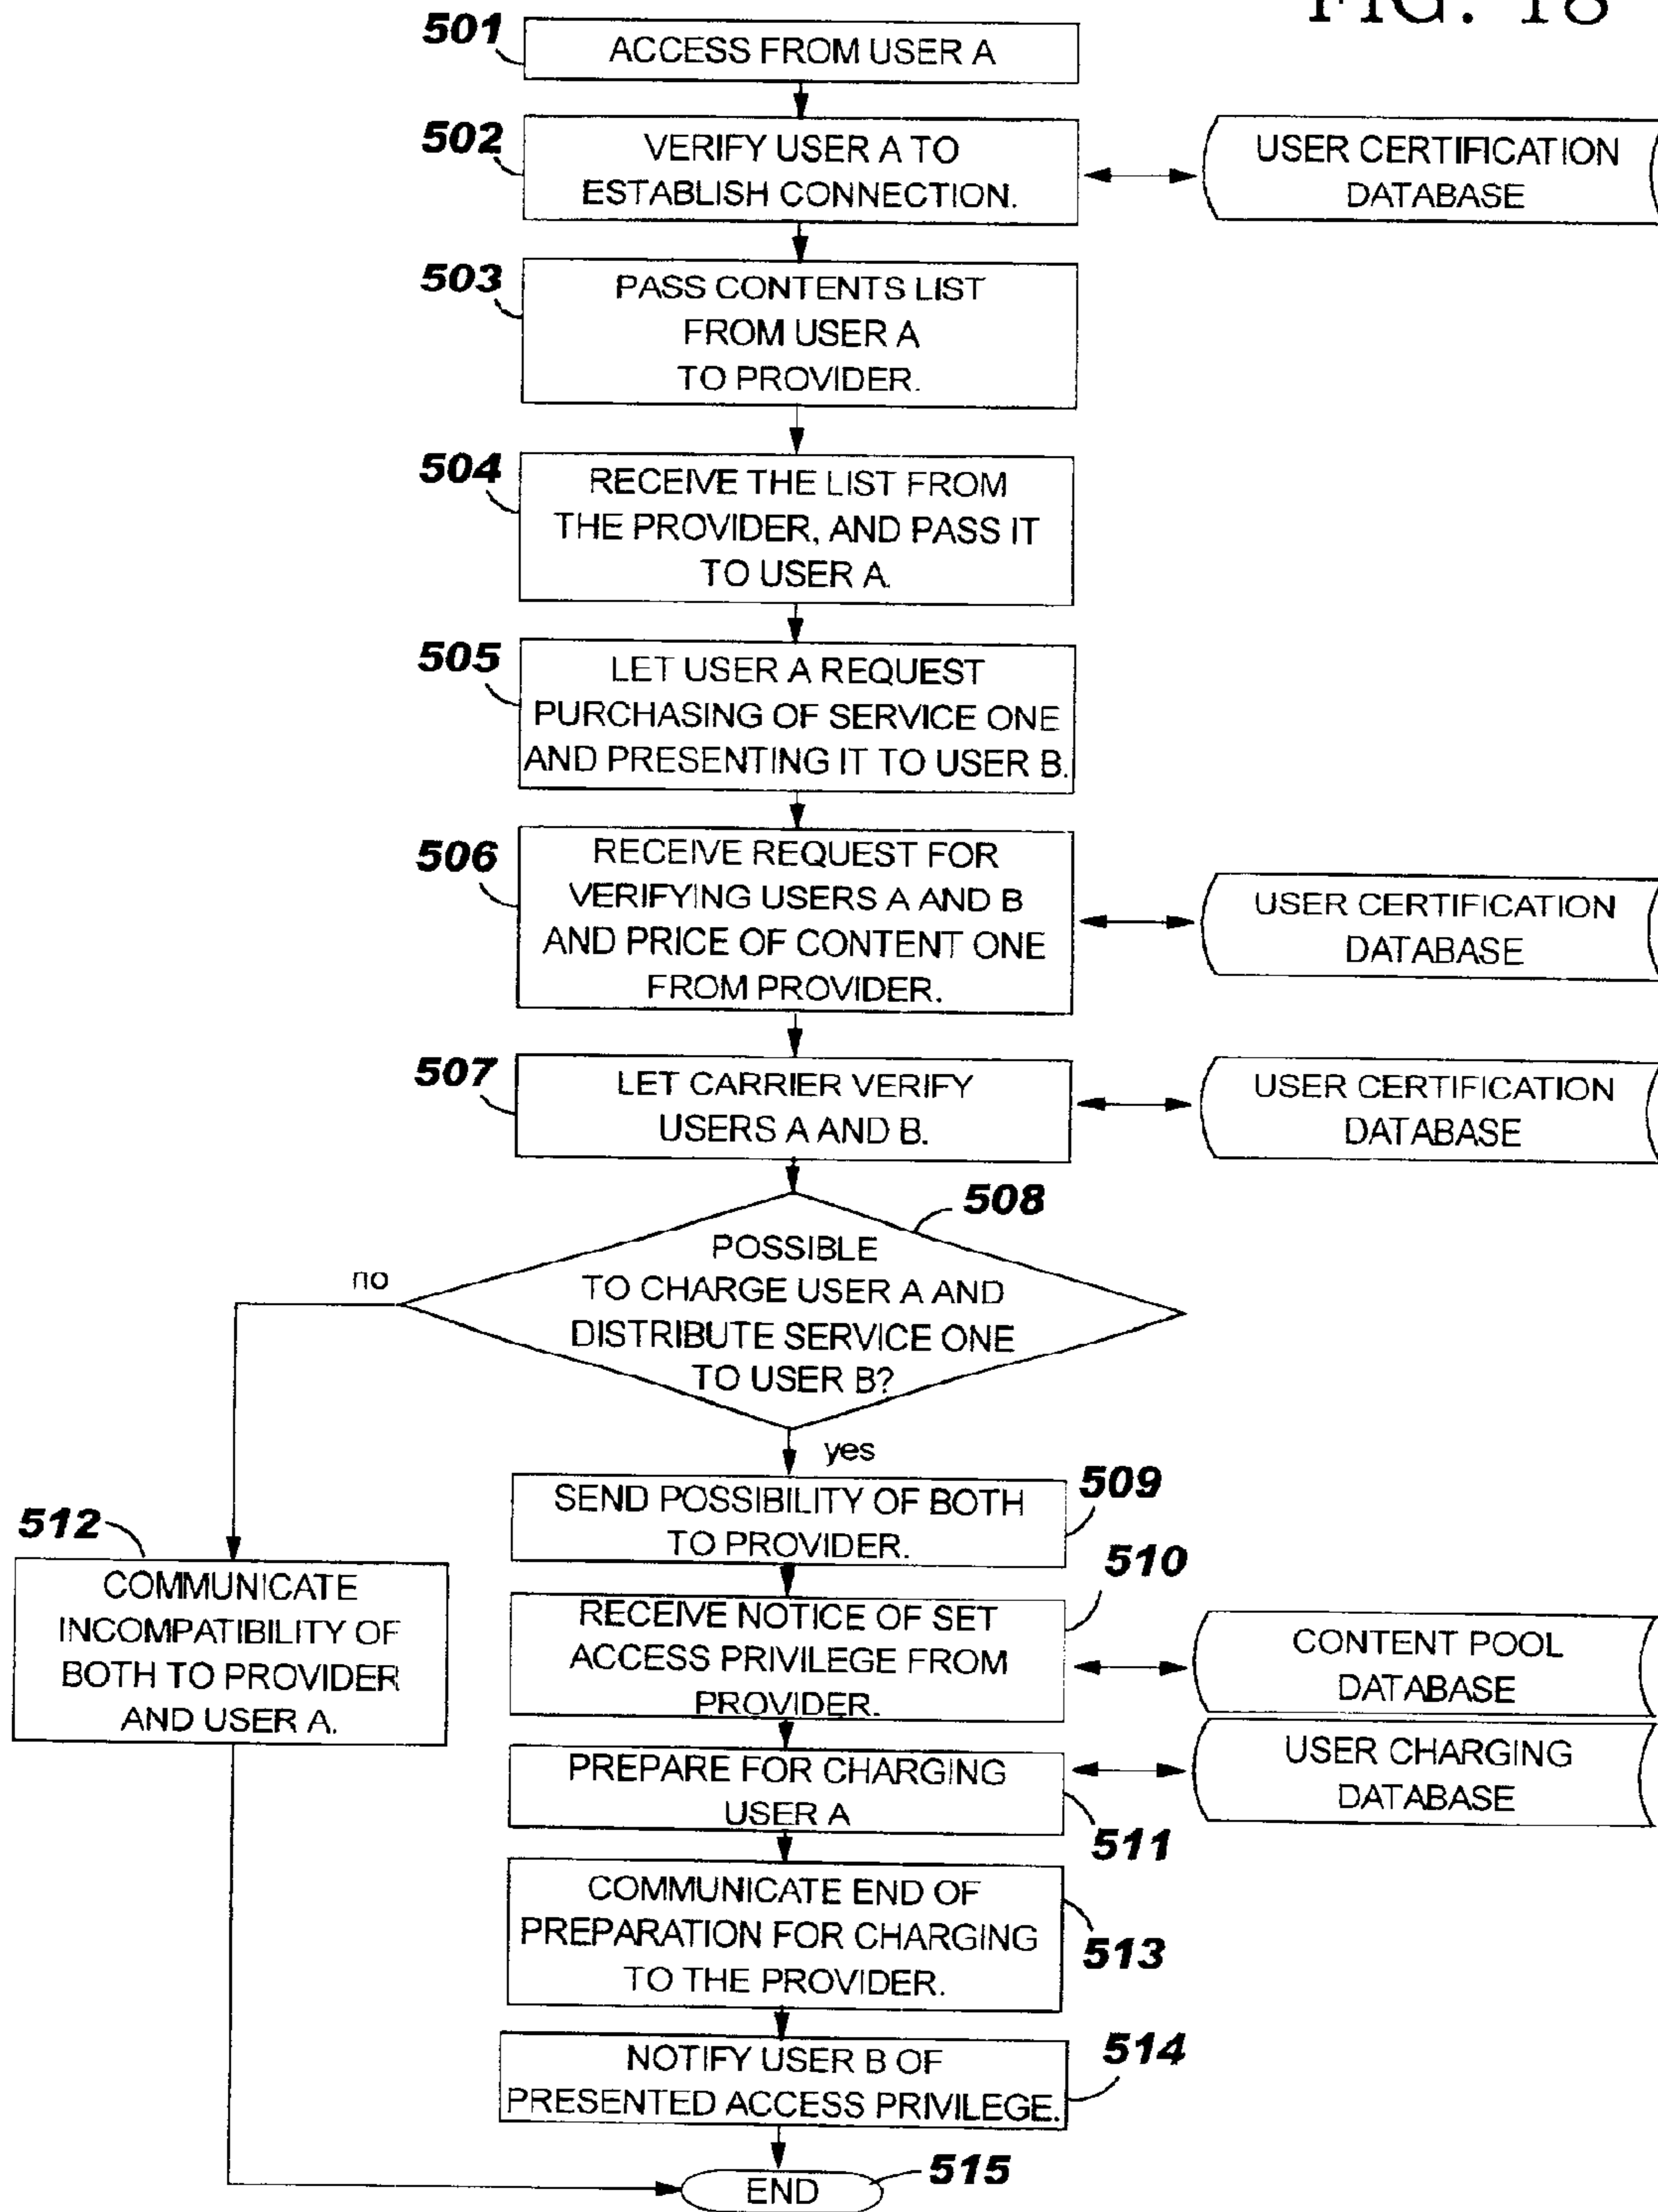 FIG. 18
501
ACCESS FROM USER A
502
VERIFY USER A TO
ESTABLISH CONNECTION.
USER CERTIFICATION
DATABASE
503
PASS CONTENTS LIST
FROM USER A
TO PROVIDER.
504
RECEIVE THE LIST FROM
THE PROVIDER, AND PASS IT
TO USER A.
505
LET USER A REQUEST
PURCHASING OF SERVICE ONE
AND PRESENTING IT TO USER B.
506
RECEIVE REQUEST FOR
VERIFYING USERS A AND B
AND PRICE OF CONTENT ONE
FROM PROVIDER.
USER CERTIFICATION
DATABASE
507
LET CARRIER VERIFY
USERS A AND B.
USER CERTIFICATION
DATABASE
508
POSSIBLE
TO CHARGE USER A AND
DISTRIBUTE SERVICE ONE
TO USER B?
no
yes
509
SEND POSSIBILITY OF BOTH
TO PROVIDER.
512
COMMUNICATE
INCOMPATIBILITY OF
BOTH TO PROVIDER
AND USER A.
510
RECEIVE NOTICE OF SET
ACCESS PRIVILEGE FROM
PROVIDER.
CONTENT POOL
DATABASE
PREPARE FOR CHARGING
USER A
511
USER CHARGING
DATABASE
COMMUNICATE END OF
PREPARATION FOR CHARGING
TO THE PROVIDER.
513
NOTIFY USER B OF
PRESENTED ACCESS PRIVILEGE.
514
END
515